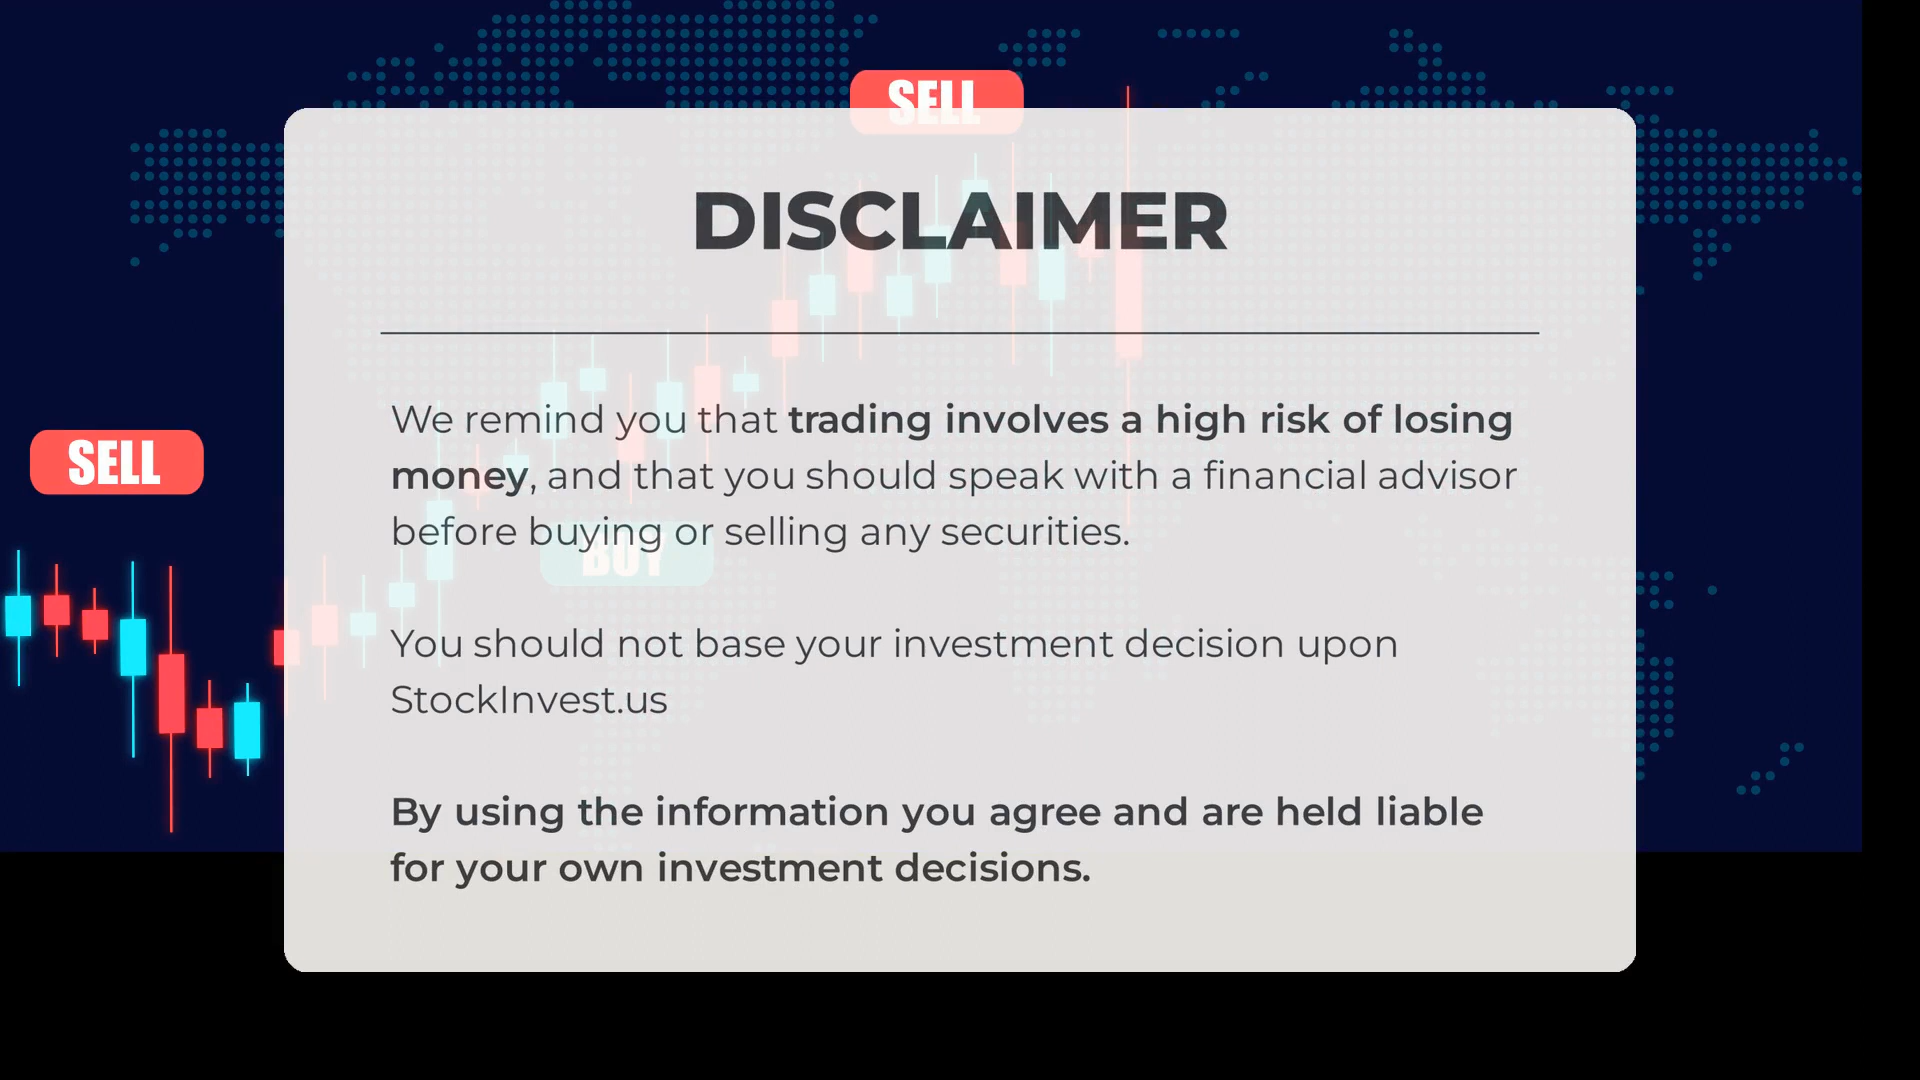 SELL
DISCLAIMER
We remind you that trading involves a high risk of losing
money, and that you should speak with a financial advisor
before buying or selling any securities.
SELL
BUY
You should not base your investment decision upon
StockInvest.us
By using the information you agree and are held liable
for your own investment decisions.